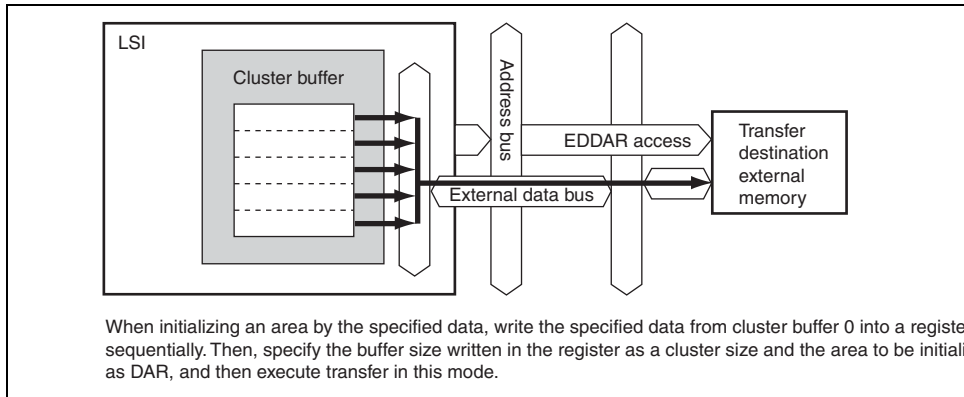 LSI
Cluster buffer
Address bus
EDDAR access
External data bus
Transfer
destination
external
memory
When initializing an area by the specified data, write the specified data from cluster buffer 0 into a registe
sequentially. Then, specify the buffer size written in the register as a cluster size and the area to be initiali
as DAR, and then execute transfer in this mode.